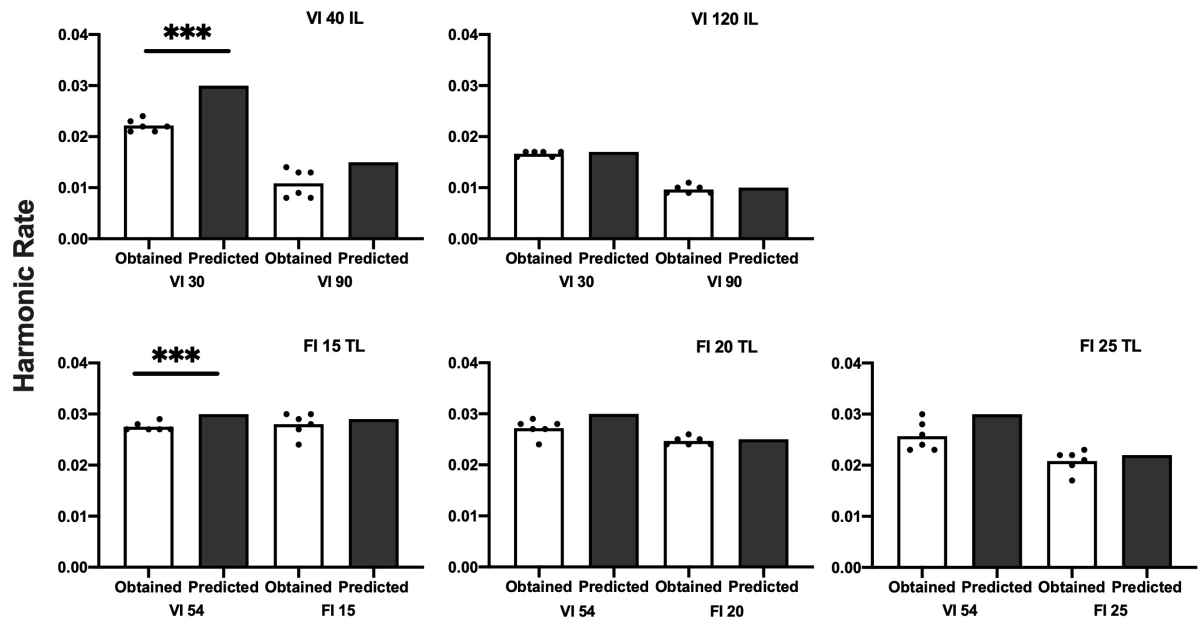 Harmonic Rate
VI 40 IL
***
0.04
0.03
0.02
0.01
0.00
Obtained Predicted Obtained Predicted
VI 30 VI 90
VI 120 IL
0.04
0.03
0.02
0.01
0.00
Obtained Predicted Obtained Predicted
VI 30 VI 90
FI 15 TL
***
0.04
0.03
0.02
0.01
0.00
Obtained Predicted Obtained Predicted
VI 54 FI 15
FI 20 TL
0.04
0.03
0.02
0.01
0.00
Obtained Predicted Obtained Predicted
VI 54 FI 20
FI 25 TL
0.04
0.03
0.02
0.01
0.00
Obtained Predicted Obtained Predicted
VI 54 FI 25